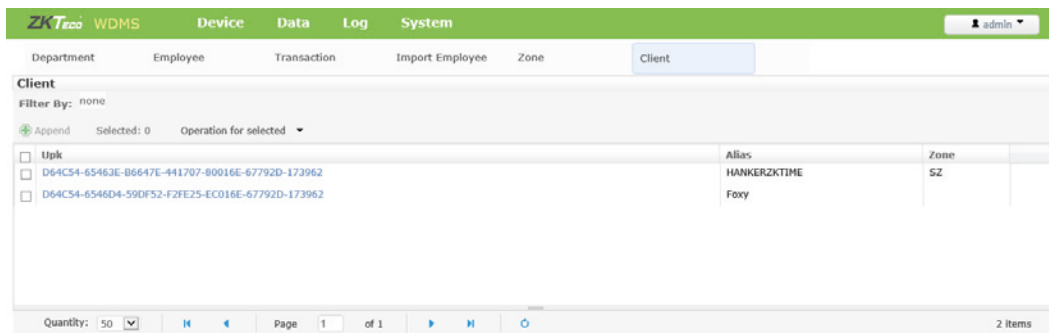 ZKTeco WDMS Device Data Log System admin
Department Employee Transaction Import Employee Zone Client
Client
Filter By: none
Append Selected: 0 Operation for selected
Upk Alias Zone
D64C54-65463E-B6647E-441707-80016E-67792D-173962 HANKERZKTIME SZ
D64C54-6546D4-59DF52-F2FE25-EC016E-67792D-173962 Foxy
Quantity: 50 Page 1 of 1 2 items